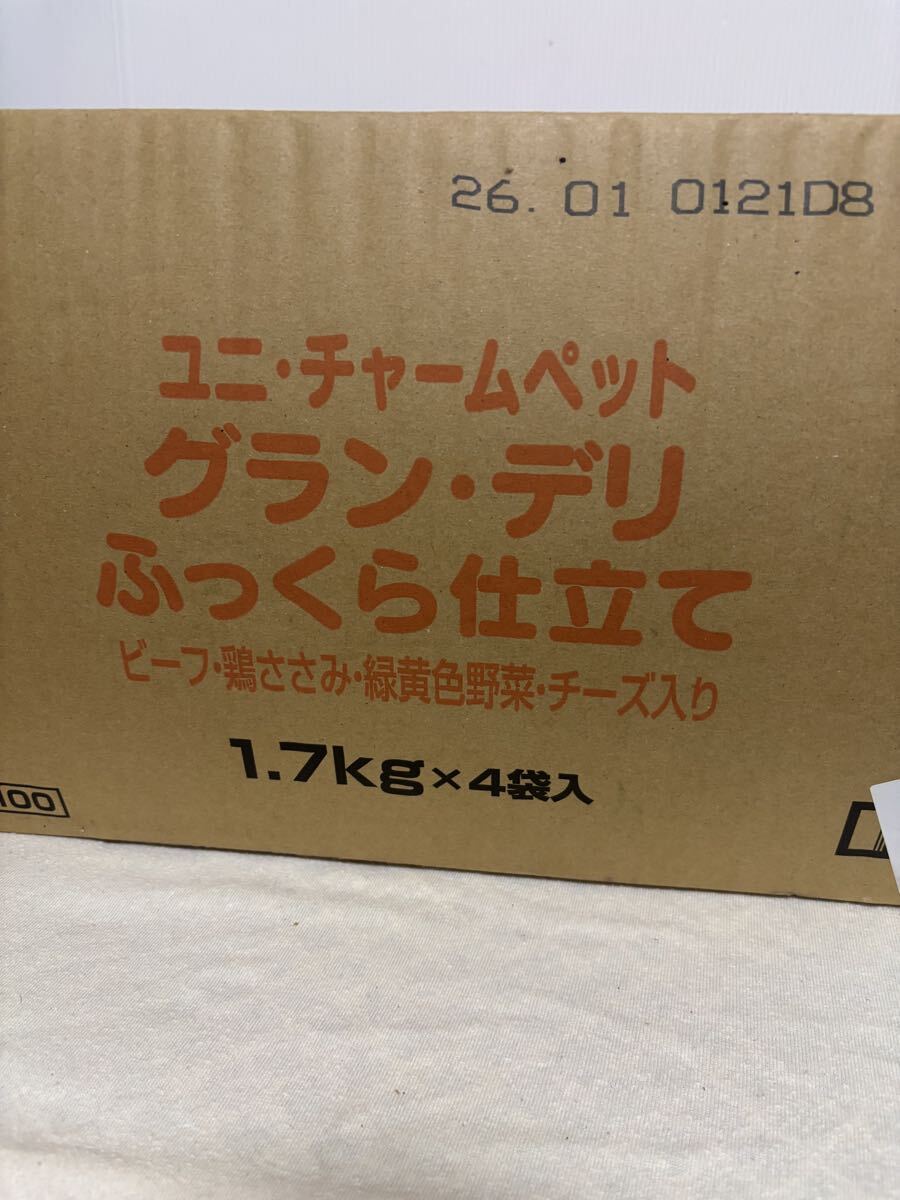 26. 01 0121D8
ユニ・チャームペット
グラン・デリ
ふっくら仕立て
ビーフ・鶏ささみ・緑黄色野菜・チーズ入り
1.7kg×4袋入
100